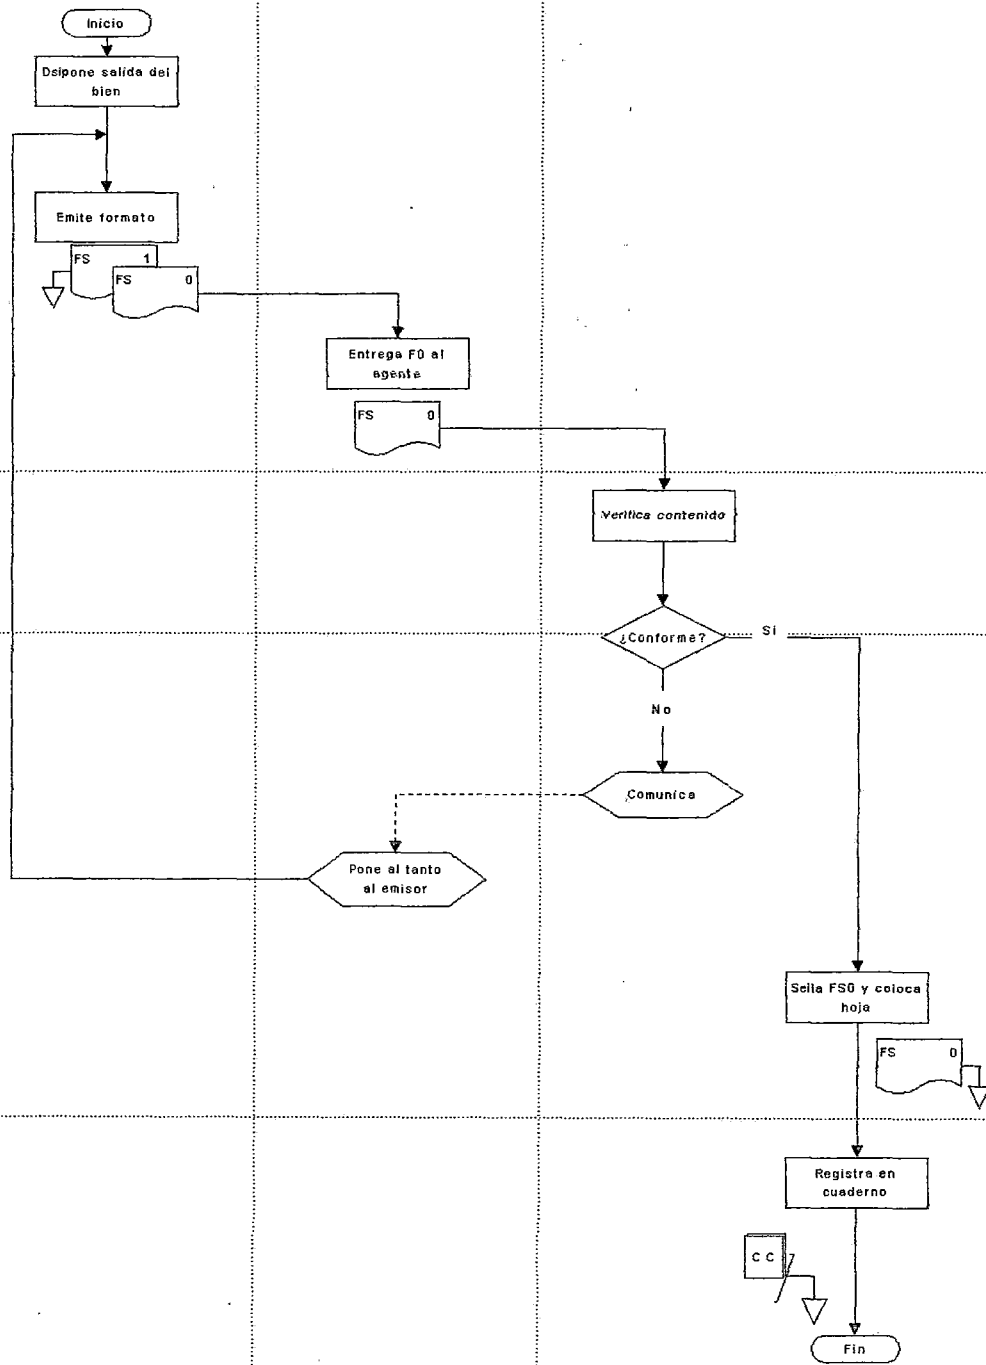 Inicio
Dsipone salida del
bien
Emite formato
FS 1
FS 0
Entrega F0 al
agente
FS 0
Verifica contenido
¿Conforme?
Si
No
Comunica
Pone al tanto
al emisor
Sella FS0 y coloca
hoja
FS 0
Registra en
cuaderno
C C
Fin